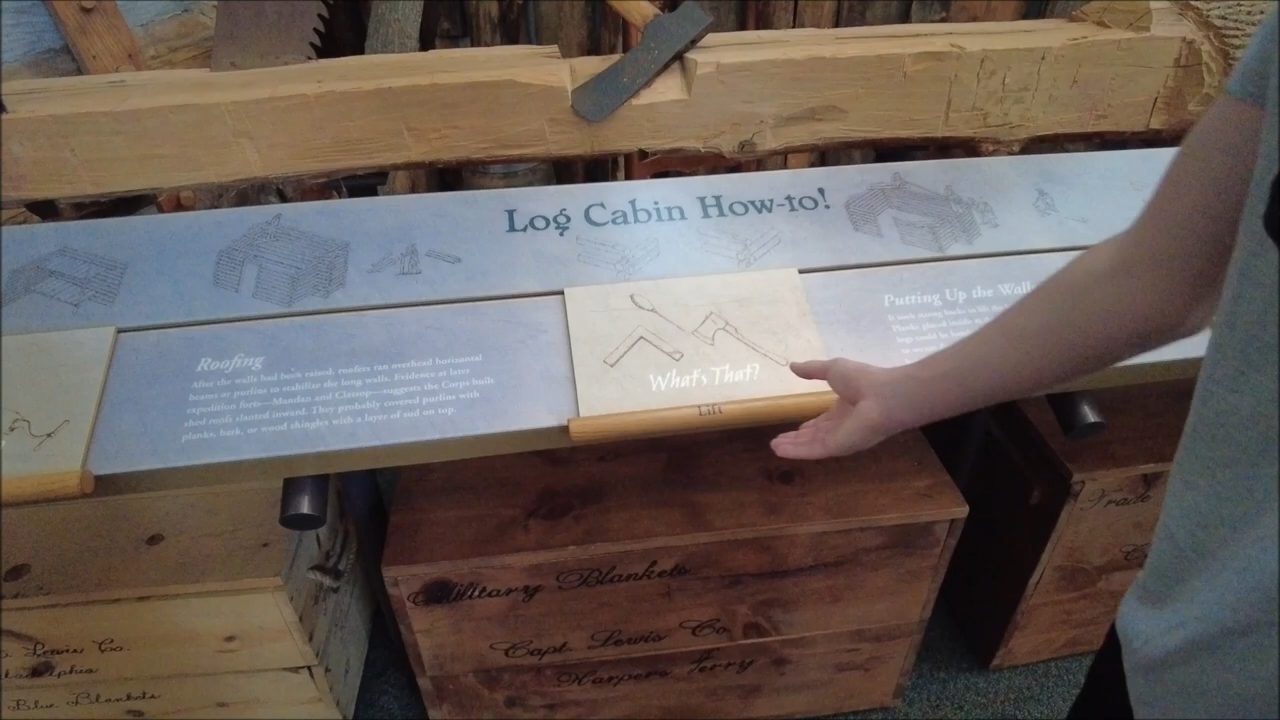 Log Cabin How-to!
Roofing
After the walls had been raised, roofers ran overhead horizontal
beams or purlins to stabilize the long walls. Evidence at later
expedition forts—Mandan and Clatsop—suggests the Corps built
shed roofs slanted inward. They probably covered purlins with
planks, bark, or wood shingles with a layer of sod on top.
What's That?
Lift
Putting Up the Wall
Military Blankets
Capt. Lewis Co.
Harpers Ferry
Lewis Co.
Blue Blankets
Trade